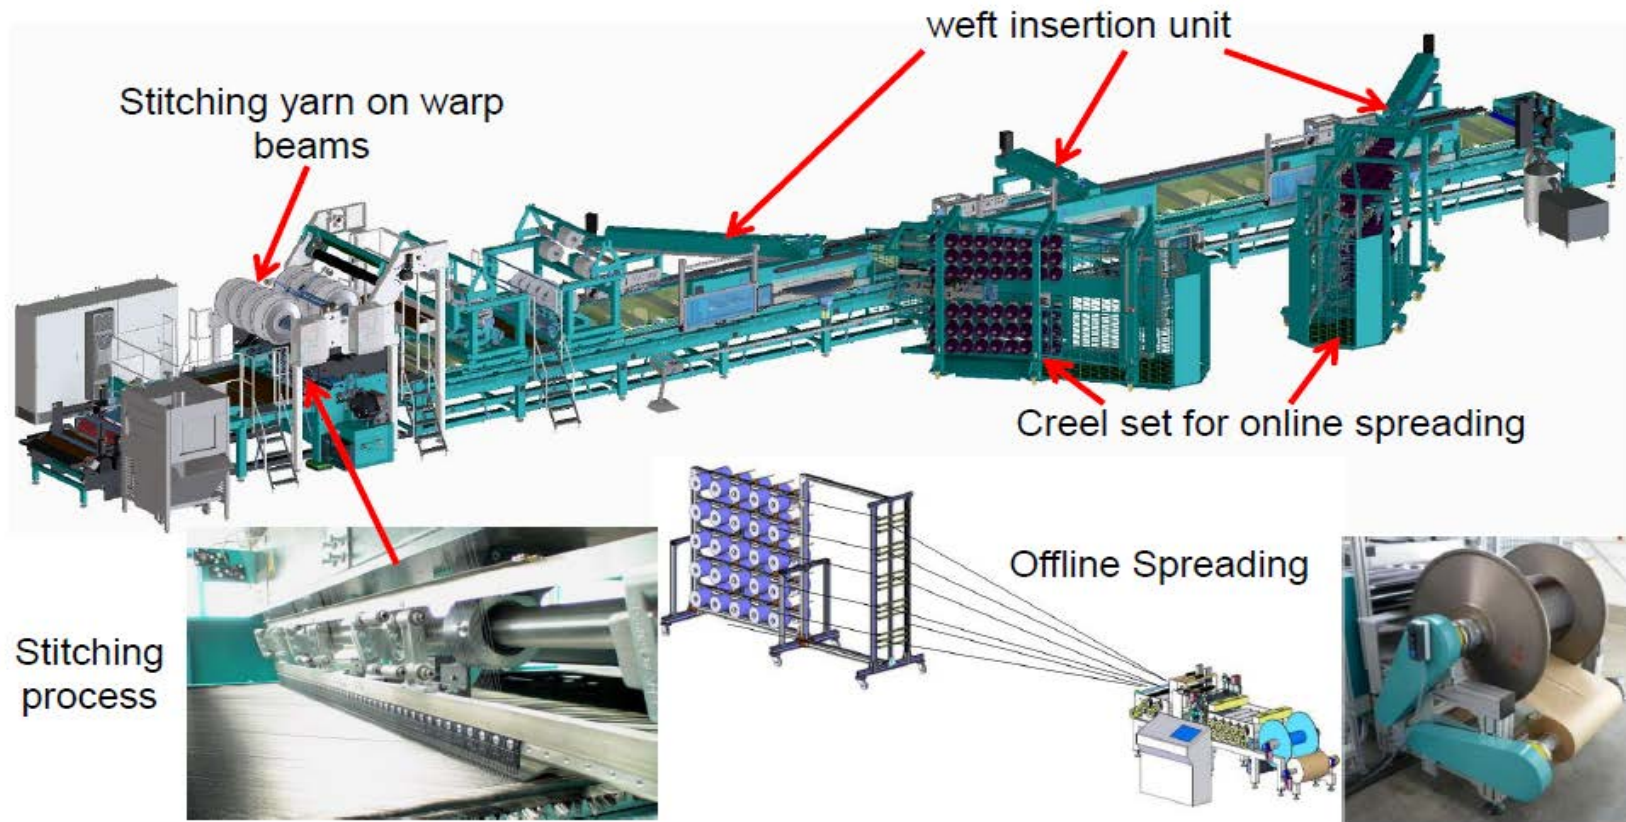 weft insertion unit
Stitching yarn on warp
beams
Creel set for online spreading
Offline Spreading
Stitching
process